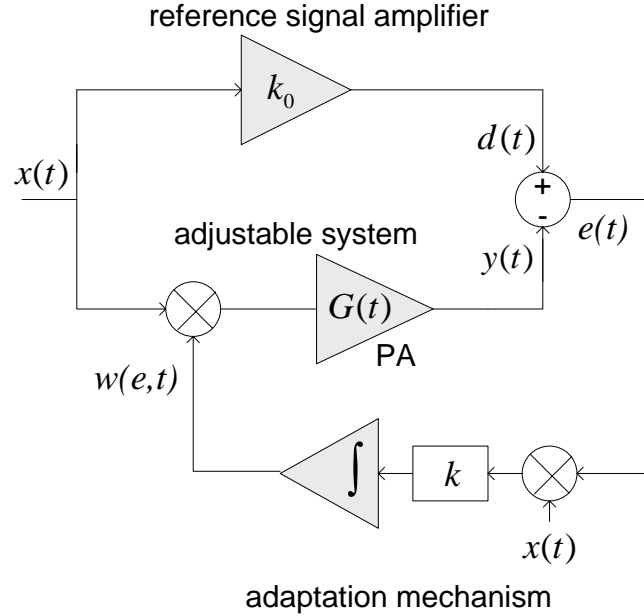 reference signal amplifier
k₀
d(t)
x(t)
+
-
e(t)
adjustable system
y(t)
G(t)
PA
w(e,t)
∫
k
x(t)
adaptation mechanism